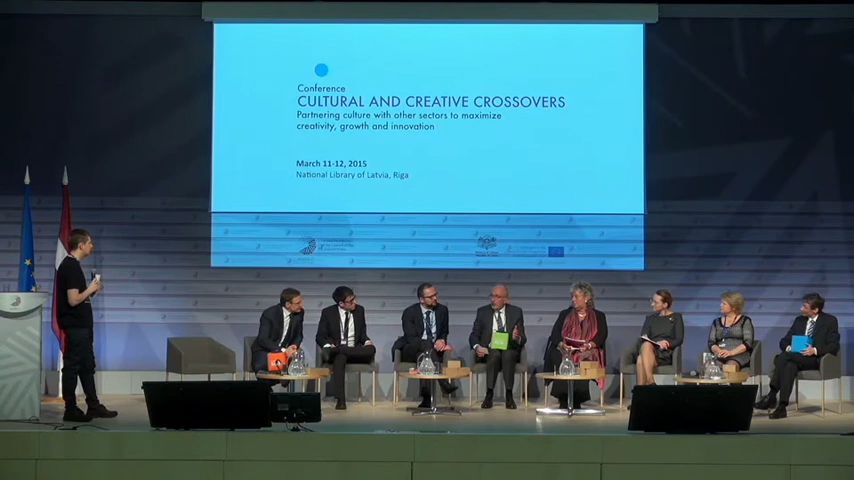 Conference
CULTURAL AND CREATIVE CROSSOVERS
Partnering culture with other sectors to maximize
creativity, growth and innovation
March 11-12, 2015
National Library of Latvia, Riga